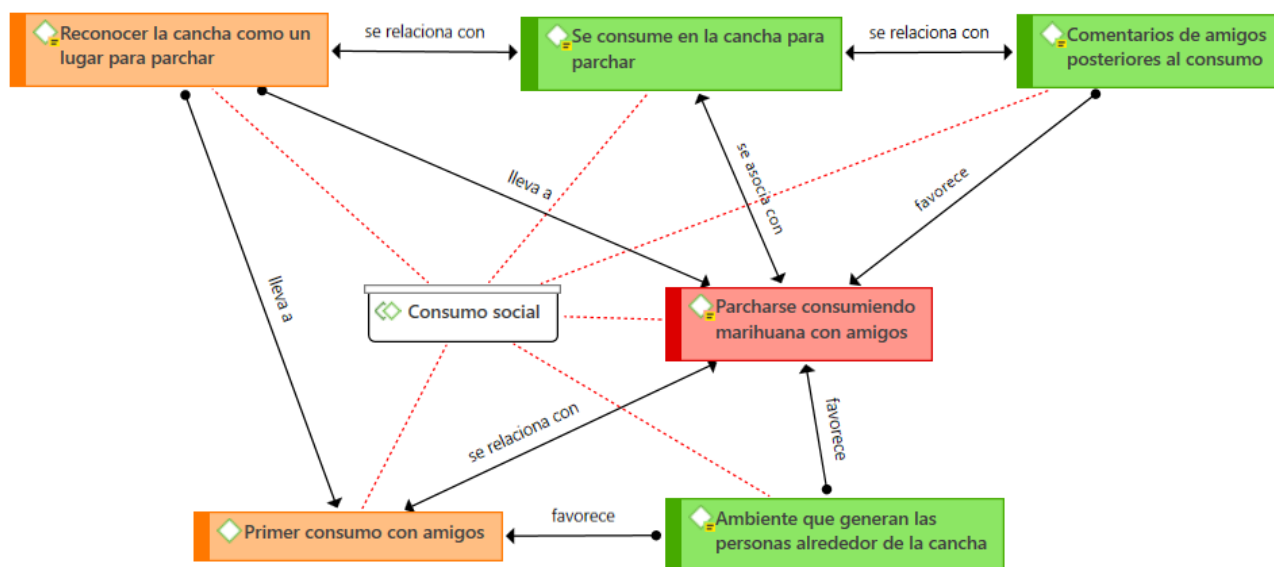 Reconocer la cancha como un
lugar para parchar
se relaciona con
Se consume en la cancha para
parchar
se relaciona con
Comentarios de amigos
posteriores al consumo
lleva a
se asocia con
favorece
lleva a
Consumo social
Parcharse consumiendo
marihuana con amigos
se relaciona con
favorece
Primer consumo con amigos
favorece
Ambiente que generan las
personas alrededor de la cancha